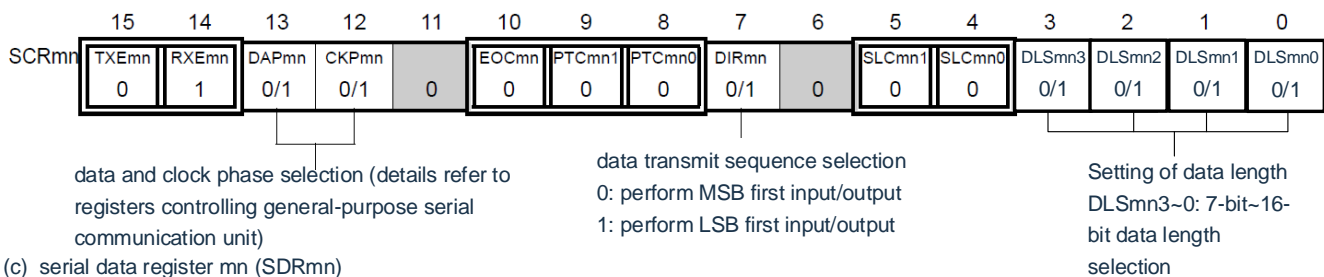 15 14 13 12 11 10 9 8 7 6 5 4 3 2 1 0
SCRmn TXEmn RXEmn DAPmn CKPmn EOCmn PTCmn1 PTCmn0 DIRmn SLCmn1 SLCmn0 DLSmn3 DLSmn2 DLSmn1 DLSmn0
0 1 0/1 0/1 0 0 0 0 0/1 0 0 0 0/1 0/1 0/1 0/1
data and clock phase selection (details refer to
registers controlling general-purpose serial
communication unit)
data transmit sequence selection
0: perform MSB first input/output
1: perform LSB first input/output
Setting of data length
DLSmn3~0: 7-bit~16-
bit data length
selection
(c) serial data register mn (SDRmn)